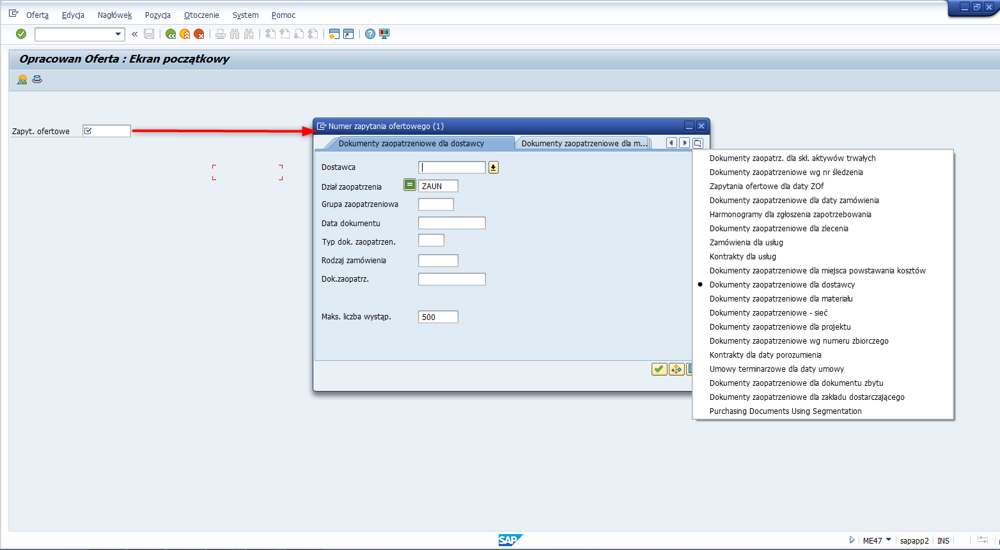 Oferta Edycja Nagłówek Pozycja Otoczenie System Pomoc
Opracowan Oferta : Ekran początkowy
Zapyt. ofertowe
Numer zapytania ofertowego (1)
Dokumenty zaopatrzeniowe dla dostawcy
Dokumenty zaopatrzeniowe dla m...
Dostawca
Dział zaopatrzenia ZAUN
Grupa zaopatrzeniowa
Data dokumentu
Typ dok. zaopatrzen.
Rodzaj zamówienia
Dok.zaopatrz.
Maks. liczba wystąp. 500
Dokumenty zaopatrz. dla skł. aktywów trwałych
Dokumenty zaopatrzeniowe wg nr śledzenia
Zapytania ofertowe dla daty ZOf
Dokumenty zaopatrzeniowe dla daty zamówienia
Harmonogramy dla zgłoszenia zapotrzebowania
Dokumenty zaopatrzeniowe dla zlecenia
Zamówienia dla usług
Kontrakty dla usług
Dokumenty zaopatrzeniowe dla miejsca powstawania kosztów
Dokumenty zaopatrzeniowe dla dostawcy
Dokumenty zaopatrzeniowe dla materiału
Dokumenty zaopatrzeniowe - sieć
Dokumenty zaopatrzeniowe dla projektu
Dokumenty zaopatrzeniowe wg numeru zbiorczego
Kontrakty dla daty porozumienia
Umowy terminarzowe dla daty umowy
Dokumenty zaopatrzeniowe dla dokumentu zbytu
Dokumenty zaopatrzeniowe dla zakładu dostarczającego
Purchasing Documents Using Segmentation
SAP
ME47 sapapp2 INS